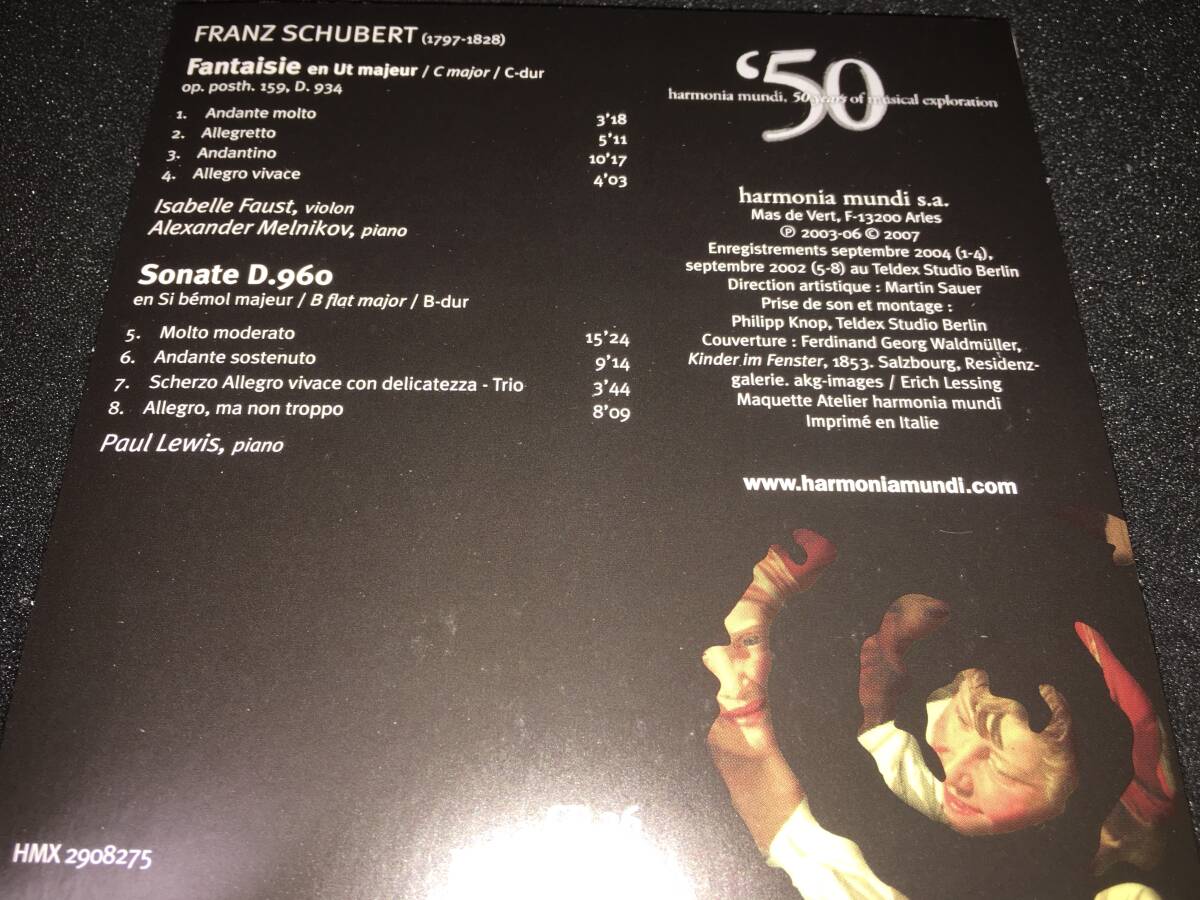 FRANZ SCHUBERT (1797-1828)
Fantaisie en Ut majeur / C major / C-dur
op. posth. 159, D. 934
1. Andante molto 3'18
2. Allegretto 5'11
3. Andantino 10'17
4. Allegro vivace 4'03
Isabelle Faust, violon
Alexander Melnikov, piano
Sonate D.960
en Si bémol majeur / B flat major / B-dur
5. Molto moderato 15'24
6. Andante sostenuto 9'14
7. Scherzo Allegro vivace con delicatezza - Trio 3'44
8. Allegro, ma non troppo 8'09
Paul Lewis, piano
HMX 2908275
'50
harmonia mundi, 50 years of musical exploration
harmonia mundi s.a.
Mas de Vert, F-13200 Arles
℗ 2003-06 © 2007
Enregistrements septembre 2004 (1-4),
septembre 2002 (5-8) au Teldex Studio Berlin
Direction artistique : Martin Sauer
Prise de son et montage :
Philipp Knop, Teldex Studio Berlin
Couverture : Ferdinand Georg Waldmüller,
Kinder im Fenster, 1853. Salzbourg, Residenz-
galerie. akg-images / Erich Lessing
Maquette Atelier harmonia mundi
Imprimé en Italie
www.harmoniamundi.com